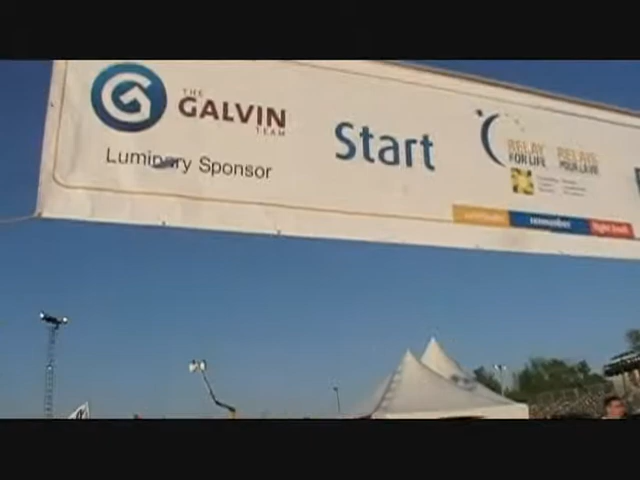 THE
GALVIN
TEAM
Luminary Sponsor
Start
RELAY
FOR LIFE
RELAIS
POUR LA VIE
celebrate
remember
fight back